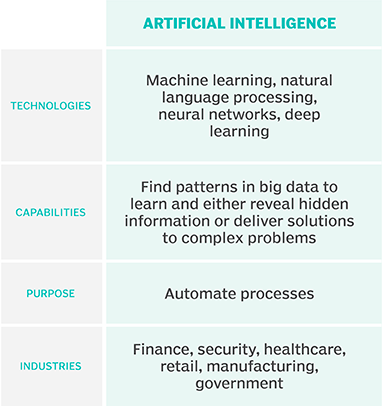 ARTIFICIAL INTELLIGENCE
TECHNOLOGIES
Machine learning, natural
language processing,
neural networks, deep
learning
CAPABILITIES
Find patterns in big data to
learn and either reveal hidden
information or deliver solutions
to complex problems
PURPOSE
Automate processes
INDUSTRIES
Finance, security, healthcare,
retail, manufacturing,
government